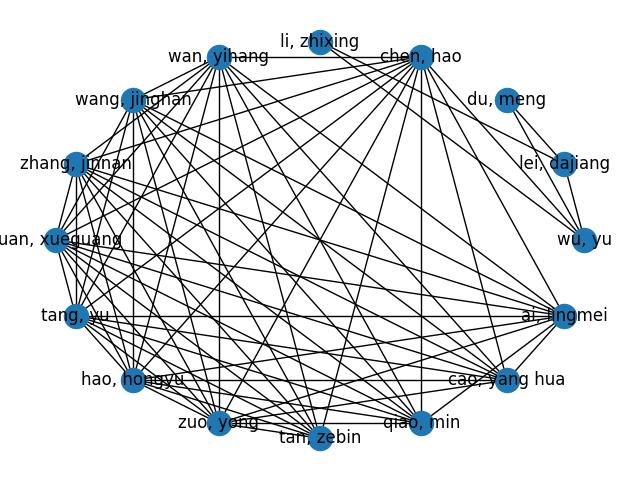 li, zhixing
wan, yihang
chen, hao
wang, jinghan
du, meng
zhang, jinnan
lei, dajiang
uan, xueguang
wu, yu
tang, yu
ai, lingmei
hao, hongyu
cao, yang hua
zuo, yong
qiao, min
tan, zebin